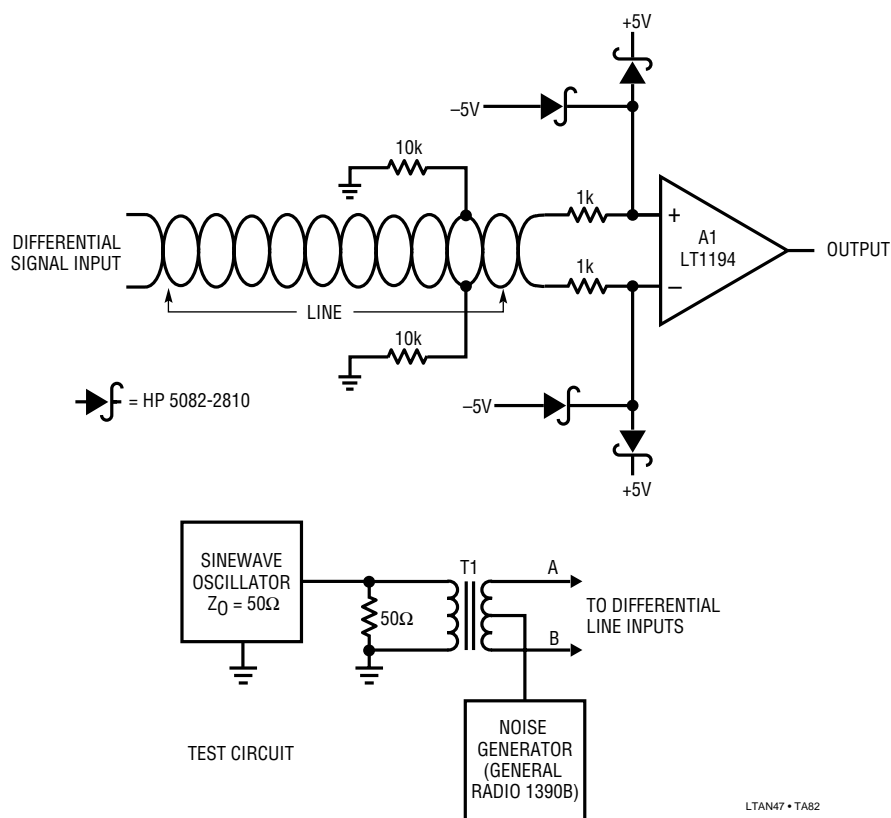 +5V
–5V
10k
1k
+
A1
LT1194
OUTPUT
DIFFERENTIAL
SIGNAL INPUT
1k
–
LINE
10k
= HP 5082-2810
–5V
+5V
SINEWAVE
OSCILLATOR
ZO = 50Ω
50Ω
T1
A
TO DIFFERENTIAL
LINE INPUTS
B
TEST CIRCUIT
NOISE
GENERATOR
(GENERAL
RADIO 1390B)
LTAN47 • TA82